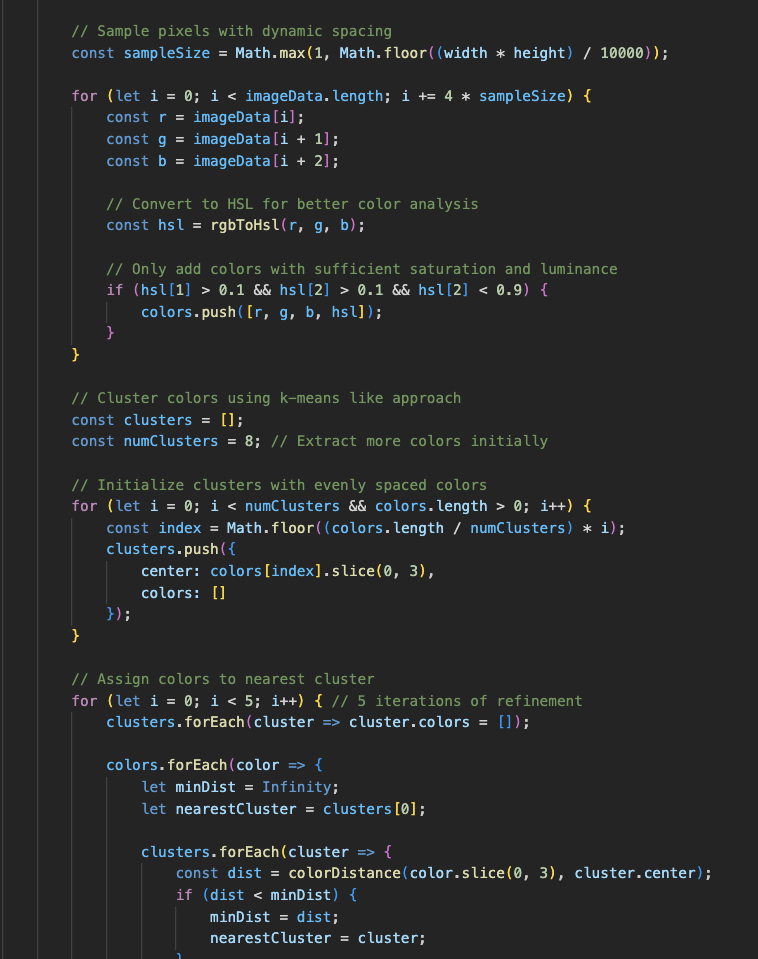 // Sample pixels with dynamic spacing
const sampleSize = Math.max(1, Math.floor((width * height) / 10000));
for (let i = 0; i < imageData.length; i += 4 * sampleSize) {
const r = imageData[i];
const g = imageData[i + 1];
const b = imageData[i + 2];
// Convert to HSL for better color analysis
const hsl = rgbToHsl(r, g, b);
// Only add colors with sufficient saturation and luminance
if (hsl[1] > 0.1 && hsl[2] > 0.1 && hsl[2] < 0.9) {
colors.push([r, g, b, hsl]);
}
}
// Cluster colors using k-means like approach
const clusters = [];
const numClusters = 8; // Extract more colors initially
// Initialize clusters with evenly spaced colors
for (let i = 0; i < numClusters && colors.length > 0; i++) {
const index = Math.floor((colors.length / numClusters) * i);
clusters.push({
center: colors[index].slice(0, 3),
colors: []
});
}
// Assign colors to nearest cluster
for (let i = 0; i < 5; i++) { // 5 iterations of refinement
clusters.forEach(cluster => cluster.colors = []);
colors.forEach(color => {
let minDist = Infinity;
let nearestCluster = clusters[0];
clusters.forEach(cluster => {
const dist = colorDistance(color.slice(0, 3), cluster.center);
if (dist < minDist) {
minDist = dist;
nearestCluster = cluster;
}